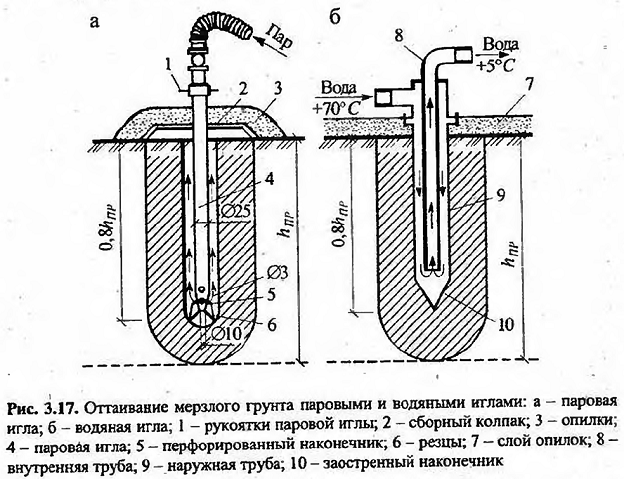 а
б
Пар
8
Вода
+5°С
1
2
3
Вода
+70°С
7
4
∅25
0,8hПР
hПР
∅3
5
6
∅10
9
0,8hПР
hПР
10
Рис. 3.17. Оттаивание мерзлого грунта паровыми и водяными иглами: а – паровая
игла; б – водяная игла; 1 – рукоятки паровой иглы; 2 – сборный колпак; 3 – опилки;
4 – паровая игла; 5 – перфорированный наконечник; 6 – резцы; 7 – слой опилок; 8 –
внутренняя труба; 9 – наружная труба; 10 – заостренный наконечник